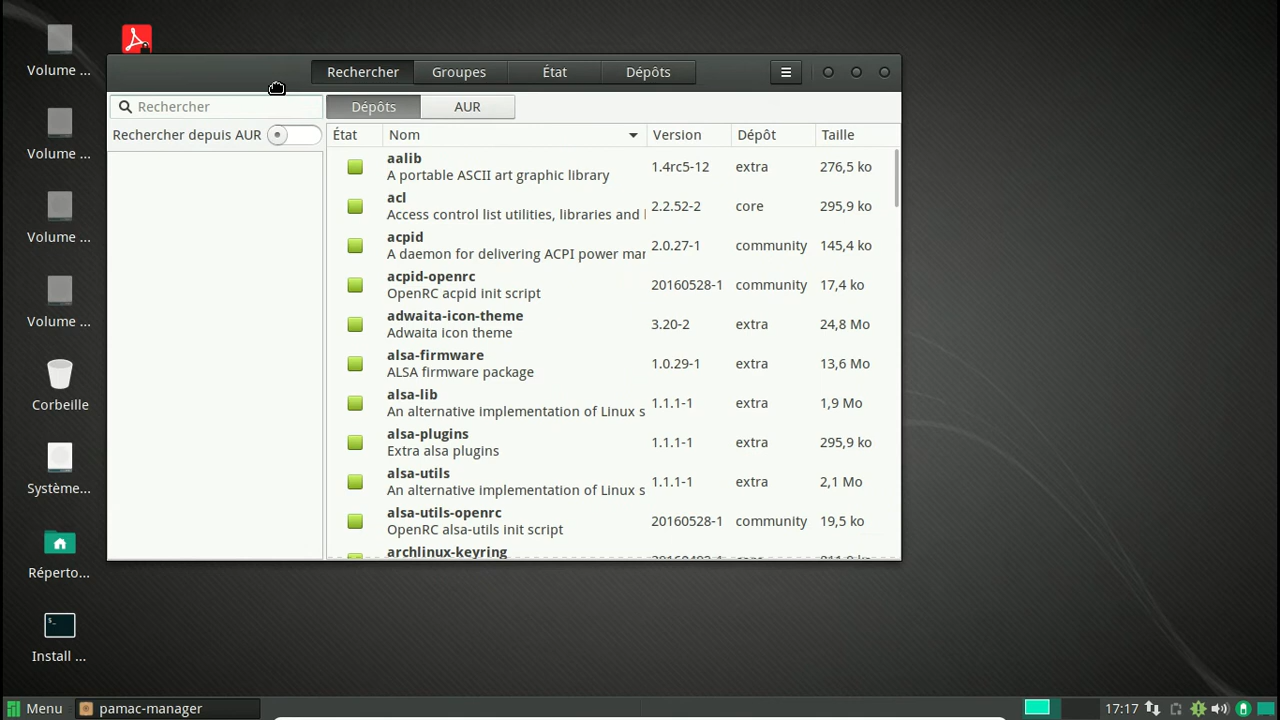 Volume ...
Volume ...
Volume ...
Volume ...
Corbeille
Système...
Réperto...
Install ...
Rechercher Groupes État Dépôts
Rechercher
Rechercher depuis AUR
Dépôts AUR
État Nom Version Dépôt Taille
aalib
A portable ASCII art graphic library
1.4rc5-12 extra 276,5 ko
acl
Access control list utilities, libraries and
2.2.52-2 core 295,9 ko
acpid
A daemon for delivering ACPI power mar
2.0.27-1 community 145,4 ko
acpid-openrc
OpenRC acpid init script
20160528-1 community 17,4 ko
adwaita-icon-theme
Adwaita icon theme
3.20-2 extra 24,8 Mo
alsa-firmware
ALSA firmware package
1.0.29-1 extra 13,6 Mo
alsa-lib
An alternative implementation of Linux s
1.1.1-1 extra 1,9 Mo
alsa-plugins
Extra alsa plugins
1.1.1-1 extra 295,9 ko
alsa-utils
An alternative implementation of Linux s
1.1.1-1 extra 2,1 Mo
alsa-utils-openrc
OpenRC alsa-utils init script
20160528-1 community 19,5 ko
archlinux-keyring
Menu pamac-manager 17:17